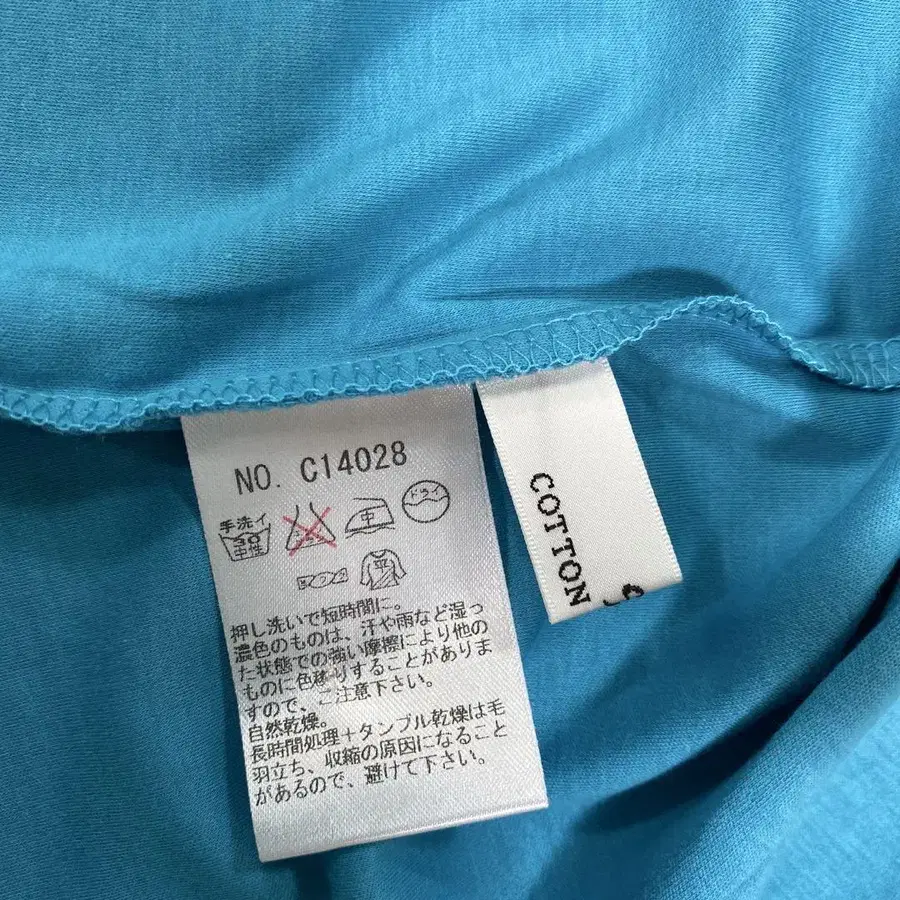 NO. C14028
手洗イ
30
中性
中
ドライ
平
押し洗いで短時間に。
濃色のものは、汗や雨など湿っ
た状態での強い摩擦により他の
ものに色移りすることがありま
すので、ご注意下さい。
自然乾燥。
長時間処理+タンブル乾燥は毛
羽立ち、収縮の原因になること
があるので、避けて下さい。
COTTON